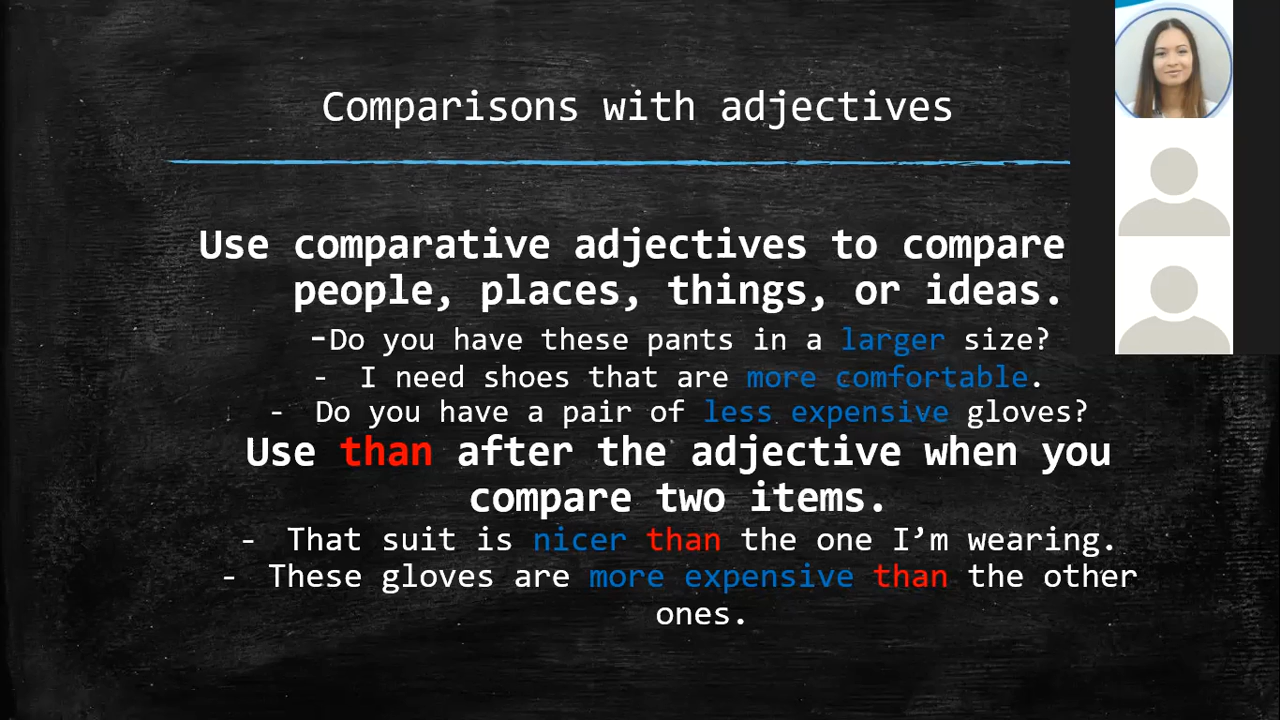 Comparisons with adjectives
Use comparative adjectives to compare
people, places, things, or ideas.
-Do you have these pants in a larger size?
- I need shoes that are more comfortable.
- Do you have a pair of less expensive gloves?
Use than after the adjective when you
compare two items.
- That suit is nicer than the one I’m wearing.
- These gloves are more expensive than the other
ones.